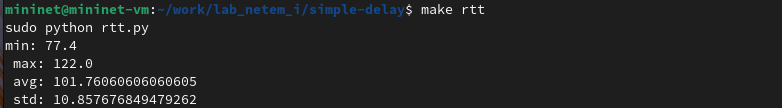 mininet@mininet-vm:~/work/lab_netem_i/simple-delay$ make rtt
sudo python rtt.py
min: 77.4
 max: 122.0
 avg: 101.76060606060605
 std: 10.857676849479262